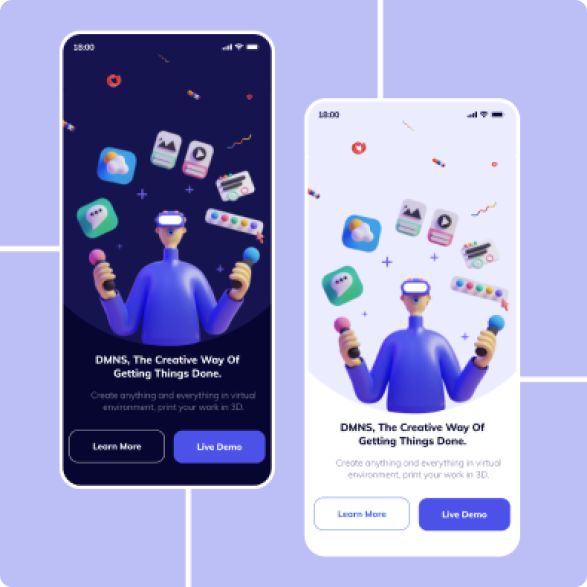 18:00
DMNS, The Creative Way Of
Getting Things Done.
Create anything and everything in virtual
environment, print your work in 3D.
Learn More
Live Demo
18:00
DMNS, The Creative Way Of
Getting Things Done.
Create anything and everything in virtual
environment, print your work in 3D.
Learn More
Live Demo